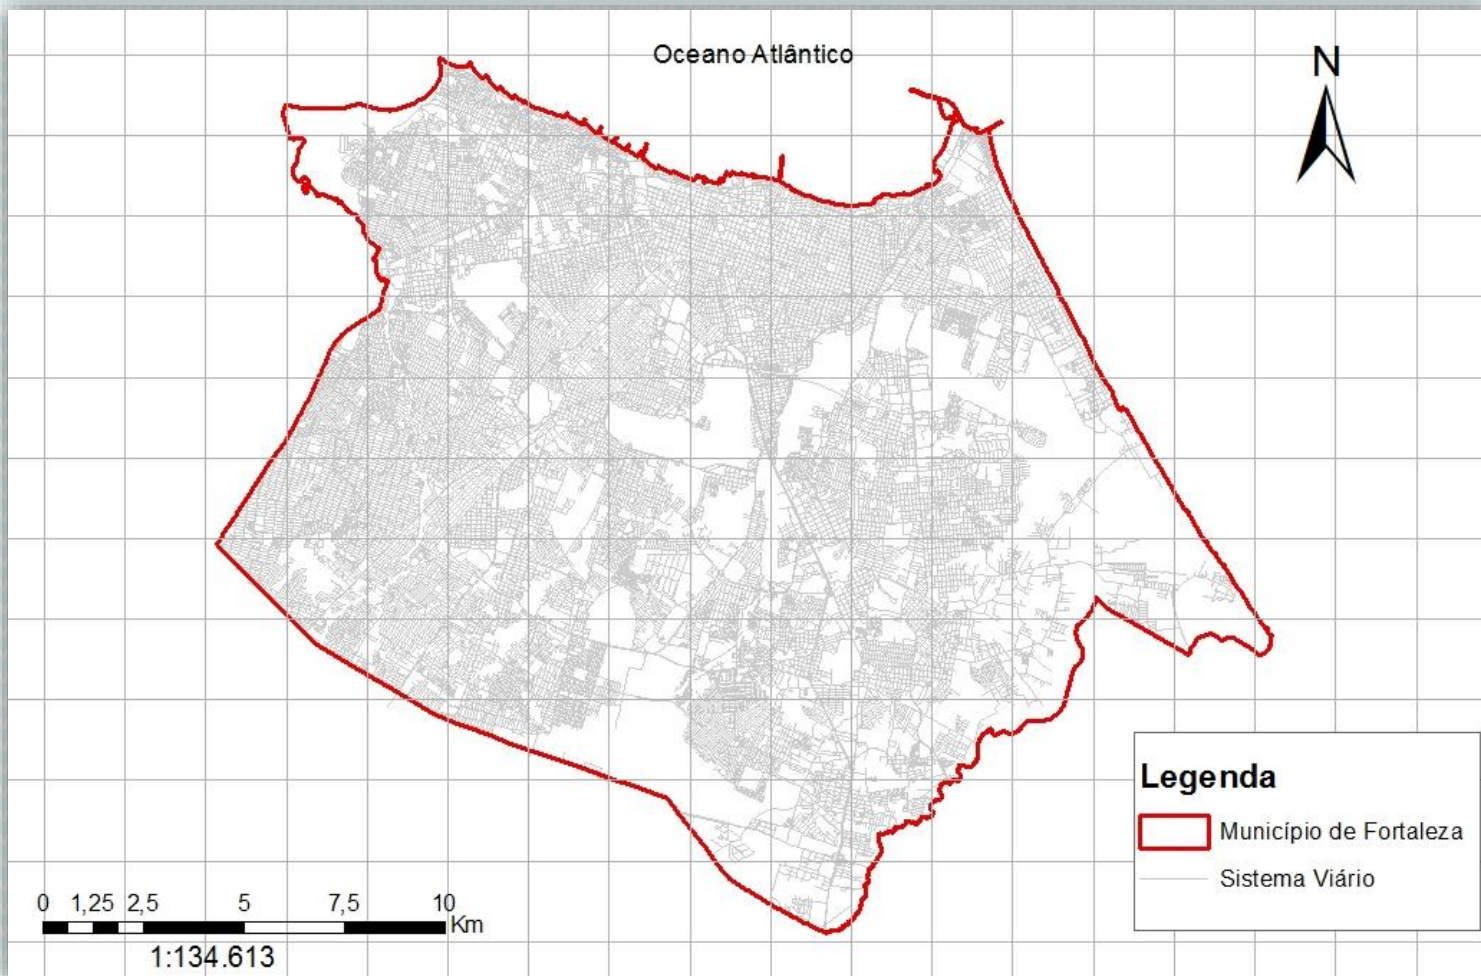 Oceano Atlântico
N
Legenda
Município de Fortaleza
Sistema Viário
0 1,25 2,5 5 7,5 10
Km
1:134.613